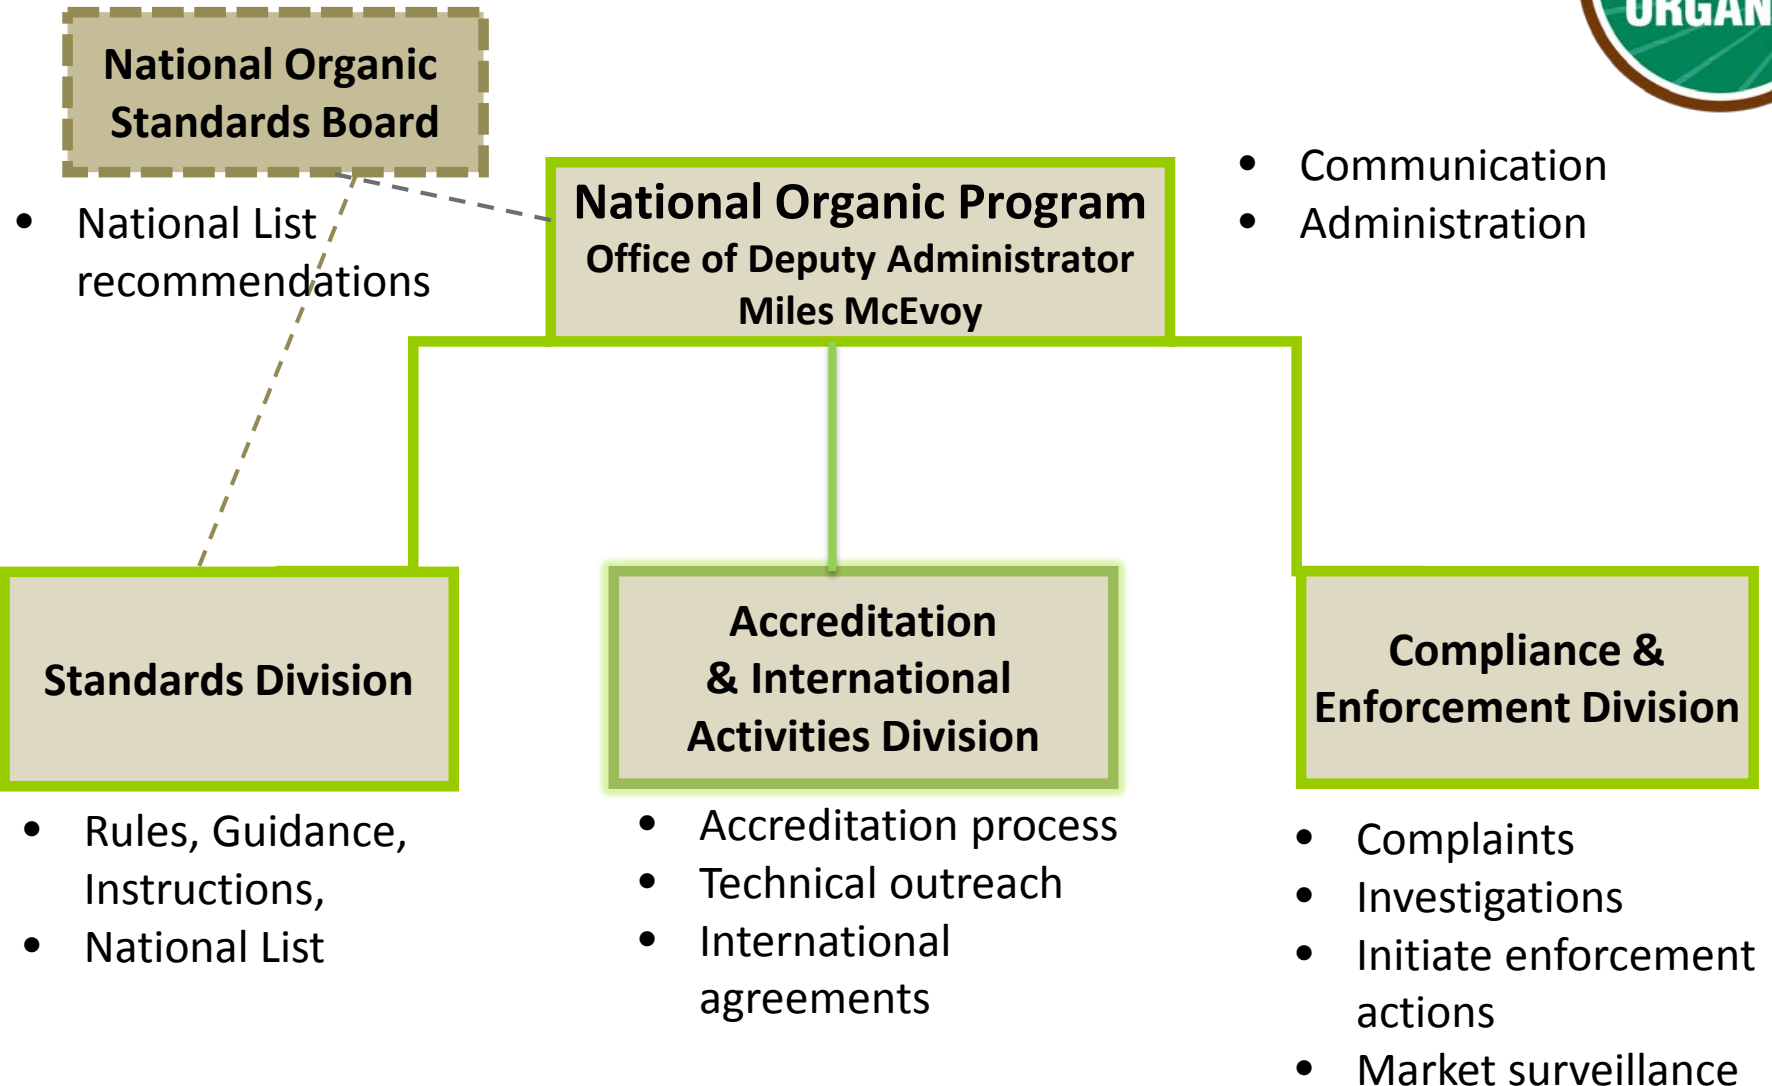 ORGAN
National Organic
Standards Board
• National List
recommendations
National Organic Program
Office of Deputy Administrator
Miles McEvoy
• Communication
• Administration
Standards Division
• Rules, Guidance,
Instructions,
• National List
Accreditation
& International
Activities Division
• Accreditation process
• Technical outreach
• International
agreements
Compliance &
Enforcement Division
• Complaints
• Investigations
• Initiate enforcement
actions
• Market surveillance